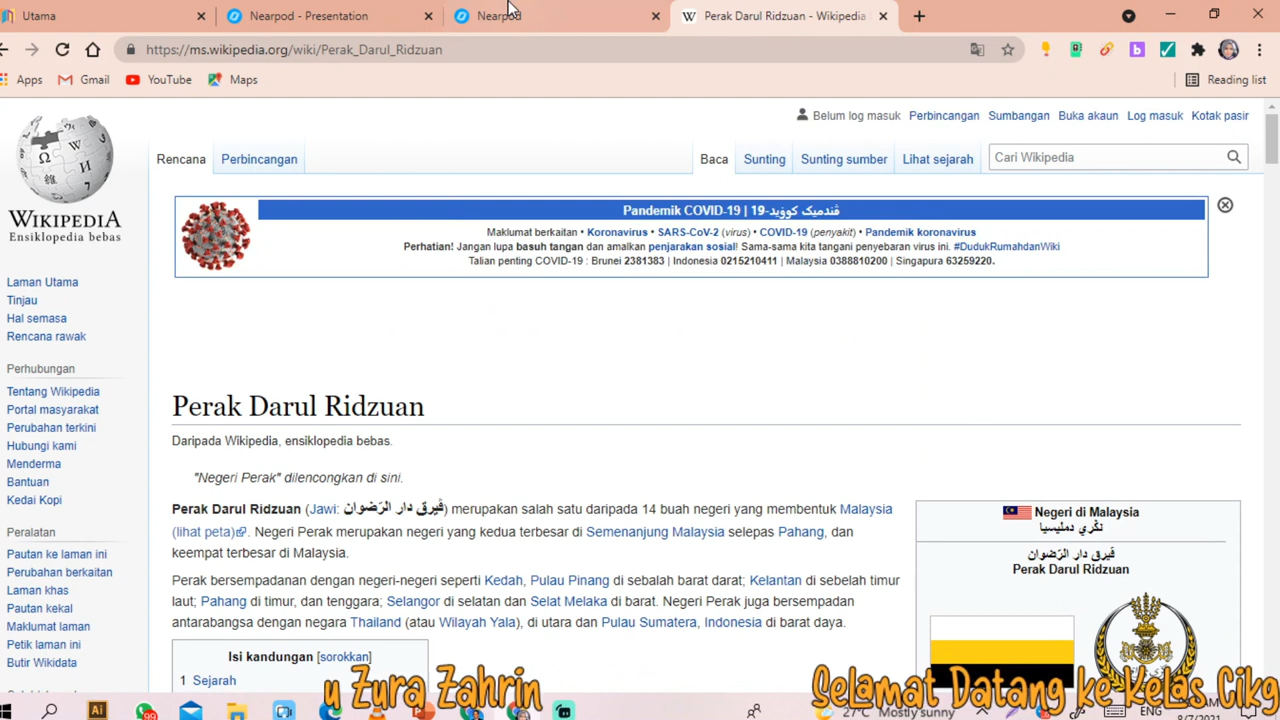 Utama
Nearpod - Presentation
Nearpod
W Perak Darul Ridzuan - Wikipedia
https://ms.wikipedia.org/wiki/Perak_Darul_Ridzuan
Apps Gmail YouTube Maps Reading list
Belum log masuk Perbincangan Sumbangan Buka akaun Log masuk Kotak pasir
Rencana Perbincangan Baca Sunting Sunting sumber Lihat sejarah Cari Wikipedia
WIKIPEDIA
Ensiklopedia bebas
Pandemik COVID-19 | ڤندميک کوۏيد-19
Maklumat berkaitan • Koronavirus • SARS-CoV-2 (virus) • COVID-19 (penyakit) • Pandemik koronavirus
Perhatian! Jangan lupa basuh tangan dan amalkan penjarakan sosial! Sama-sama kita tangani penyebaran virus ini. #DudukRumahdanWiki
Talian penting COVID-19 : Brunei 2381383 | Indonesia 0215210411 | Malaysia 0388810200 | Singapura 63259220.
Laman Utama
Tinjau
Hal semasa
Rencana rawak
Perhubungan
Tentang Wikipedia
Portal masyarakat
Perubahan terkini
Hubungi kami
Menderma
Bantuan
Kedai Kopi
Peralatan
Pautan ke laman ini
Perubahan berkaitan
Laman khas
Pautan kekal
Maklumat laman
Petik laman ini
Butir Wikidata
Perak Darul Ridzuan
Daripada Wikipedia, ensiklopedia bebas.
"Negeri Perak" dilencongkan di sini.
Perak Darul Ridzuan (Jawi: ڤيرق دار الرّضوان) merupakan salah satu daripada 14 buah negeri yang membentuk Malaysia
(lihat peta). Negeri Perak merupakan negeri yang kedua terbesar di Semenanjung Malaysia selepas Pahang, dan
keempat terbesar di Malaysia.
Perak bersempadanan dengan negeri-negeri seperti Kedah, Pulau Pinang di sebalah barat darat; Kelantan di sebelah timur
laut; Pahang di timur, dan tenggara; Selangor di selatan dan Selat Melaka di barat. Negeri Perak juga bersempadan
antarabangsa dengan negara Thailand (atau Wilayah Yala), di utara dan Pulau Sumatera, Indonesia di barat daya.
Isi kandungan [sorokkan]
1 Sejarah
Negeri di Malaysia
نڬري دمليسيا
ڤيرق دار الرّضوان
Perak Darul Ridzuan
u Zura Zahrin
Selamat Datang ke Kelas Cikg
Ai
99
27°C Mostly sunny
ENG